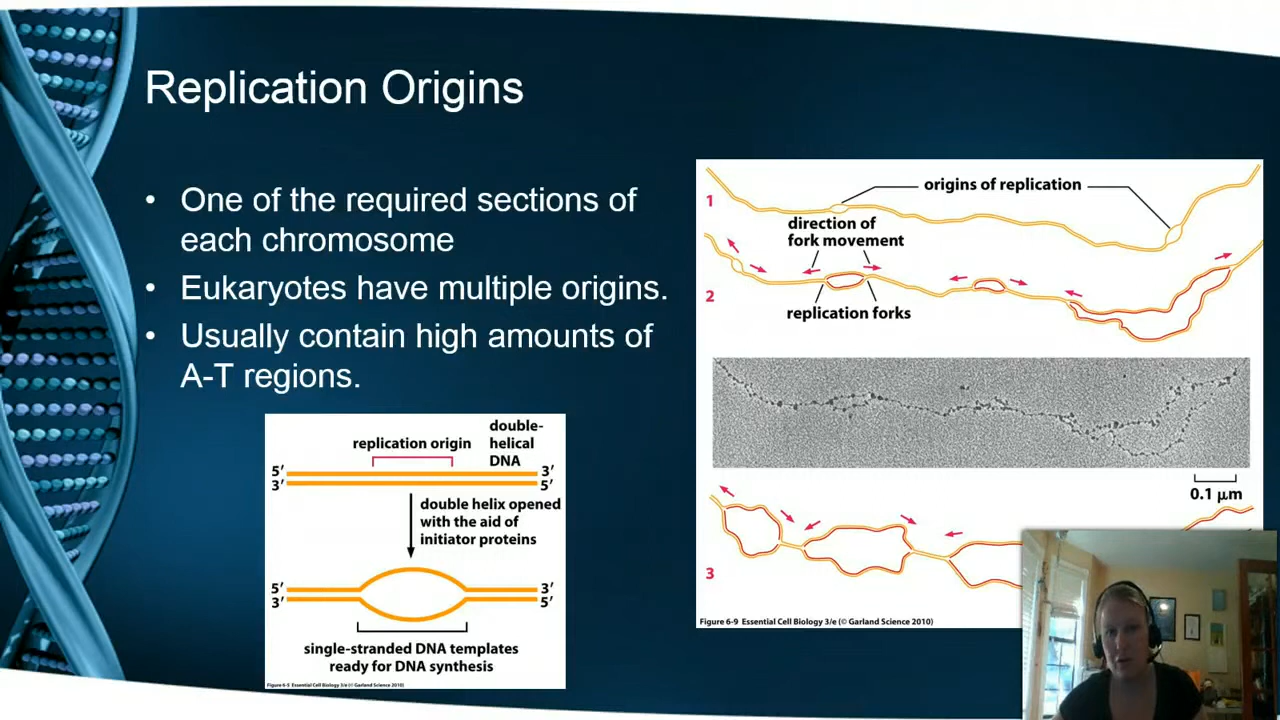 Replication Origins
• One of the required sections of
each chromosome
• Eukaryotes have multiple origins.
• Usually contain high amounts of
A-T regions.
replication origin
double-
helical
DNA
5′ 3′
3′ 5′
double helix opened
with the aid of
initiator proteins
5′ 3′
3′ 5′
single-stranded DNA templates
ready for DNA synthesis
Figure 6-5 Essential Cell Biology 3/e (© Garland Science 2010)
1
origins of replication
direction of
fork movement
2
replication forks
0.1 μm
3
Figure 6-9 Essential Cell Biology 3/e (© Garland Science 2010)